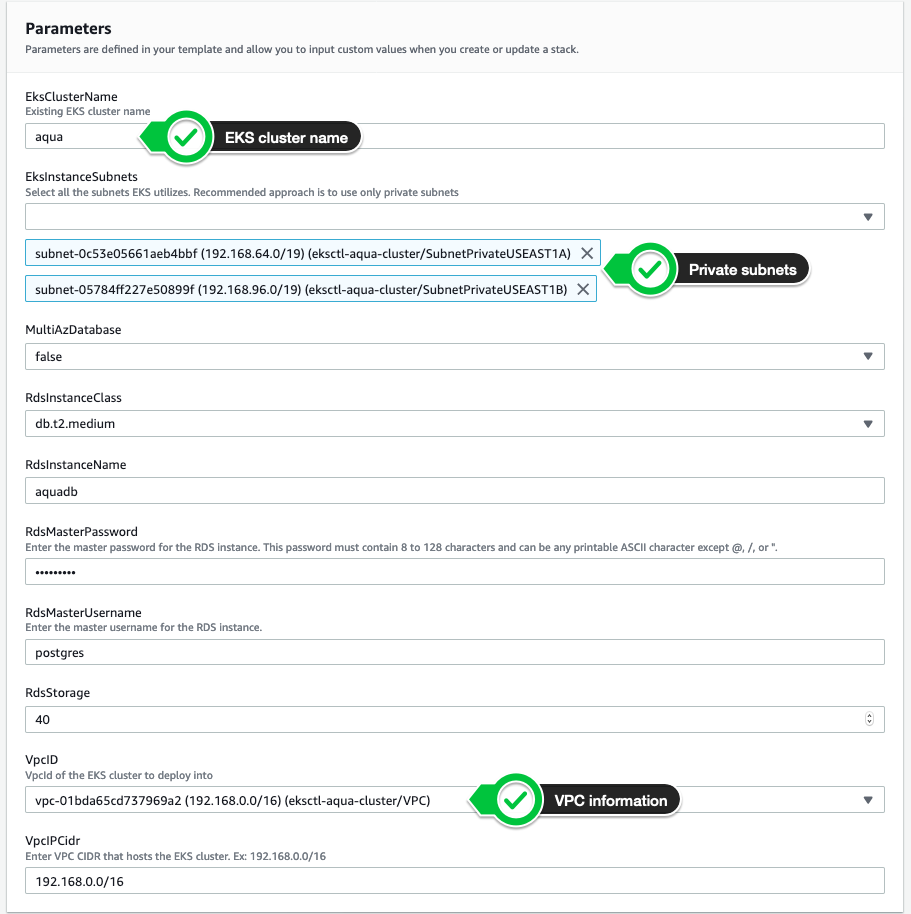 Parameters
Parameters are defined in your template and allow you to input custom values when you create or update a stack.
EksClusterName
Existing EKS cluster name
aqua
EKS cluster name
EksInstanceSubnets
Select all the subnets EKS utilizes. Recommended approach is to use only private subnets
subnet-0c53e05661aeb4bbf (192.168.64.0/19) (eksctl-aqua-cluster/SubnetPrivateUSEAST1A)
Private subnets
subnet-05784ff227e50899f (192.168.96.0/19) (eksctl-aqua-cluster/SubnetPrivateUSEAST1B)
MultiAzDatabase
false
RdsInstanceClass
db.t2.medium
RdsInstanceName
aquadb
RdsMasterPassword
Enter the master password for the RDS instance. This password must contain 8 to 128 characters and can be any printable ASCII character except @, /, or ".
•••••••••
RdsMasterUsername
Enter the master username for the RDS instance.
postgres
RdsStorage
40
VpcID
VpcId of the EKS cluster to deploy into
vpc-01bda65cd737969a2 (192.168.0.0/16) (eksctl-aqua-cluster/VPC)
VPC information
VpcIPCidr
Enter VPC CIDR that hosts the EKS cluster. Ex: 192.168.0.0/16
192.168.0.0/16